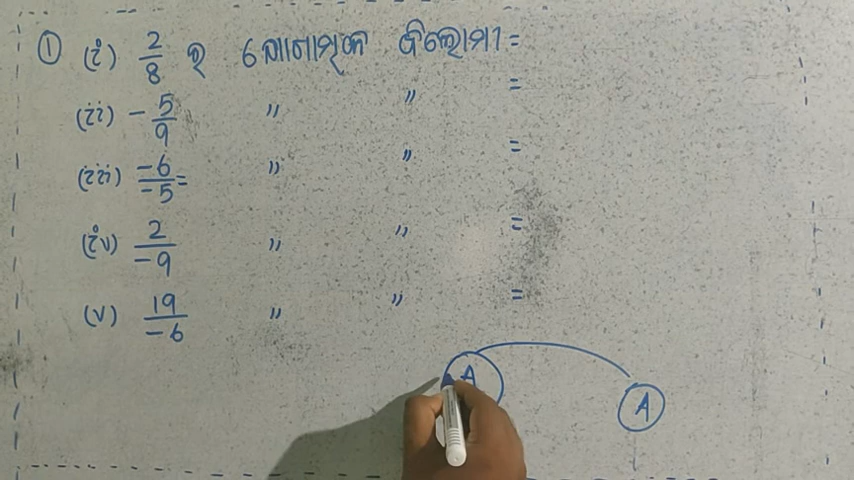 ① (i) 2/8 ର ଯୋଗାତ୍ମକ ବିଲୋମୀ =
(ii) - 5/9 " " =
(iii) -6/-5 = " " =
(iv) 2/-9 " " =
(v) 19/-6 " " =
A A